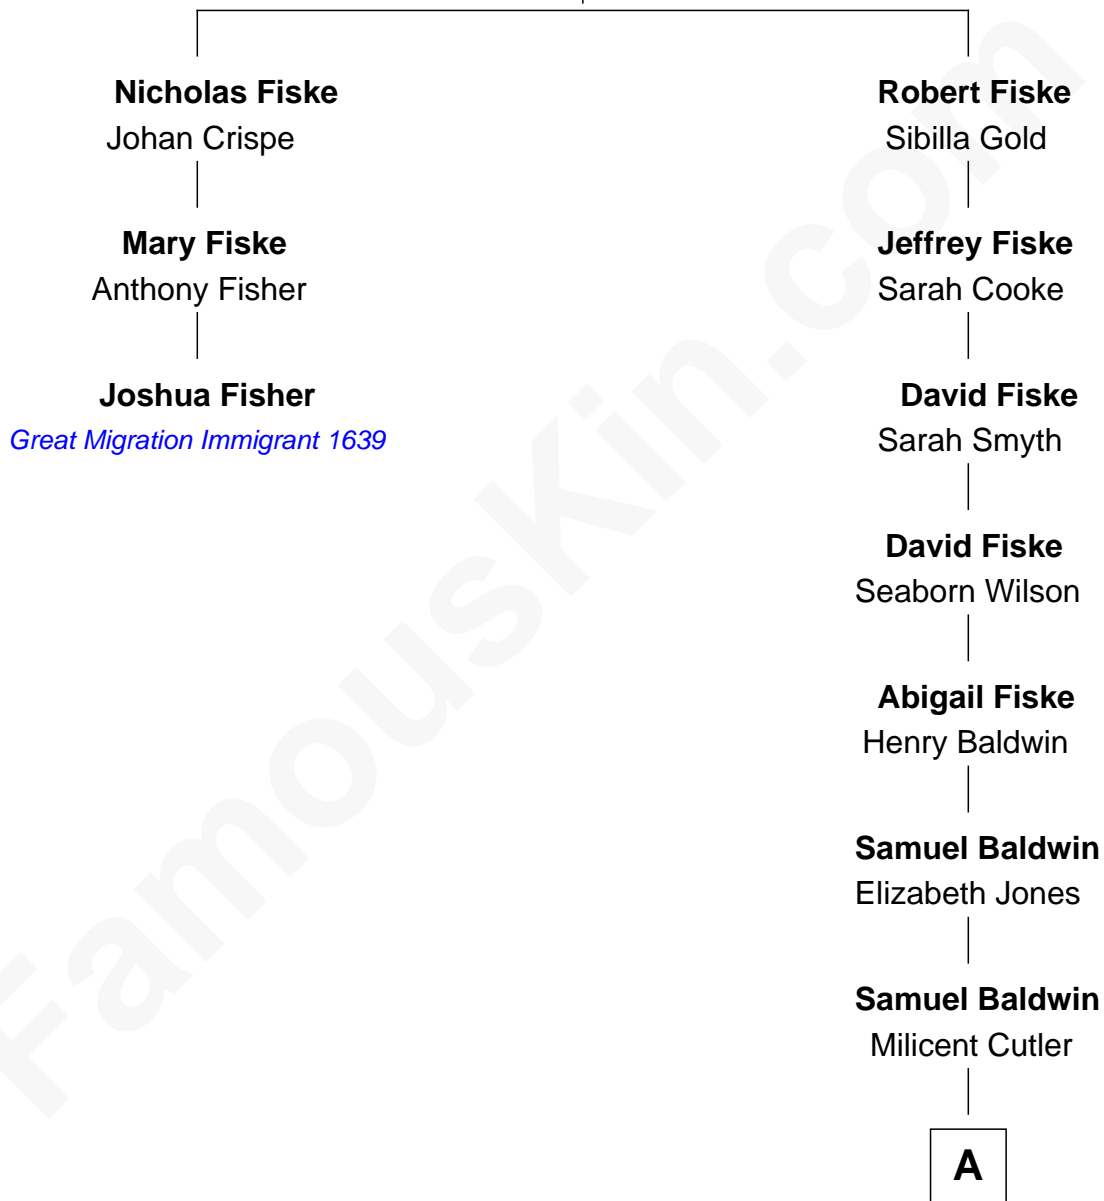 Nicholas Fiske
Johan Crispe
Mary Fiske
Anthony Fisher
Joshua Fisher
Great Migration Immigrant 1639
Robert Fiske
Sibilla Gold
Jeffrey Fiske
Sarah Cooke
David Fiske
Sarah Smyth
David Fiske
Seaborn Wilson
Abigail Fiske
Henry Baldwin
Samuel Baldwin
Elizabeth Jones
Samuel Baldwin
Milicent Cutler
A
FamousKin.com